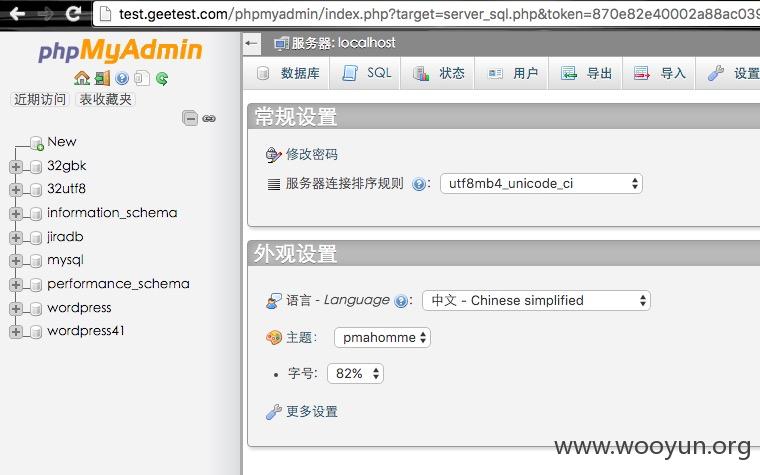 test.geetest.com/phpmyadmin/index.php?target=server_sql.php&token=870e82e40002a88ac039
phpMyAdmin
近期访问 表收藏夹
New
32gbk
32utf8
information_schema
jiradb
mysql
performance_schema
wordpress
wordpress41
服务器: localhost
数据库 SQL 状态 用户 导出 导入 设置
常规设置
修改密码
服务器连接排序规则 : utf8mb4_unicode_ci
外观设置
语言 - Language : 中文 - Chinese simplified
主题: pmahomme
字号: 82%
更多设置
www.wooyun.org